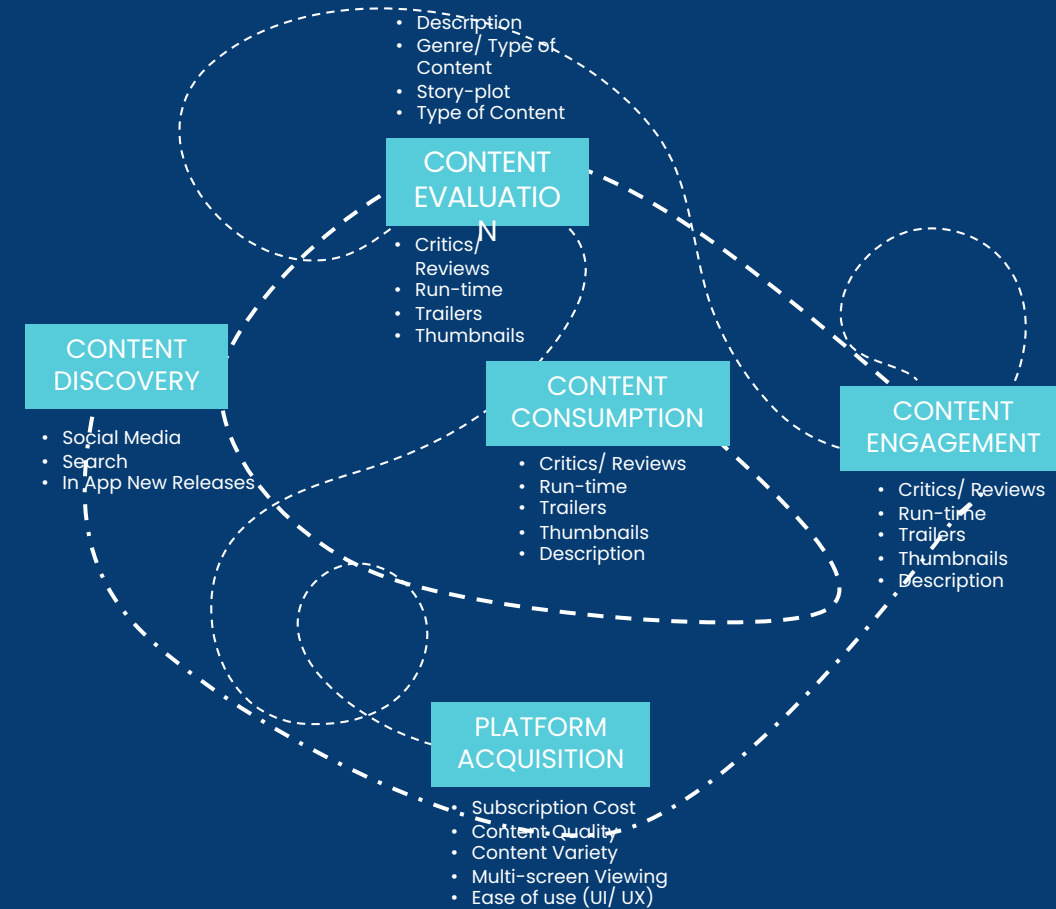 • Description
• Genre/ Type of
Content
• Story-plot
• Type of Content
CONTENT
EVALUATIO
N
• Critics/
Reviews
• Run-time
• Trailers
• Thumbnails
CONTENT
DISCOVERY
• Social Media
• Search
• In App New Releases
CONTENT
CONSUMPTION
• Critics/ Reviews
• Run-time
• Trailers
• Thumbnails
• Description
CONTENT
ENGAGEMENT
• Critics/ Reviews
• Run-time
• Trailers
• Thumbnails
• Description
PLATFORM
ACQUISITION
• Subscription Cost
• Content Quality
• Content Variety
• Multi-screen Viewing
• Ease of use (UI/ UX)